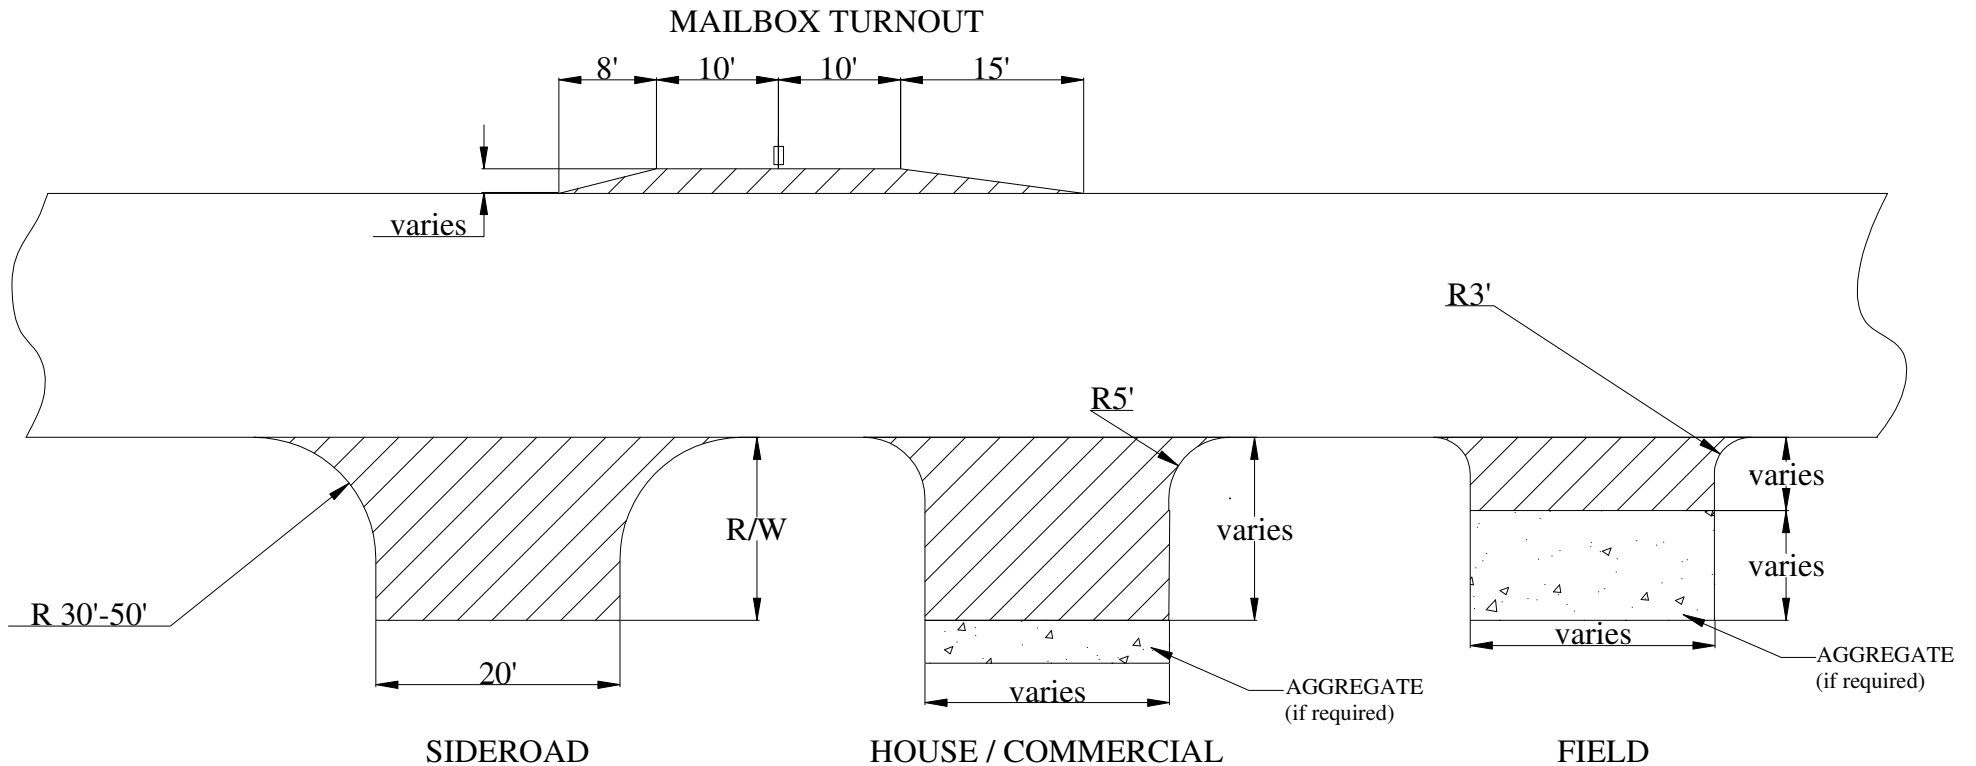 MAILBOX TURNOUT
8' 10' 10' 15'
varies
R3'
R5'
R 30'-50'
R/W
20'
SIDEROAD
varies
varies
AGGREGATE
(if required)
HOUSE / COMMERCIAL
varies
varies
varies
AGGREGATE
(if required)
FIELD